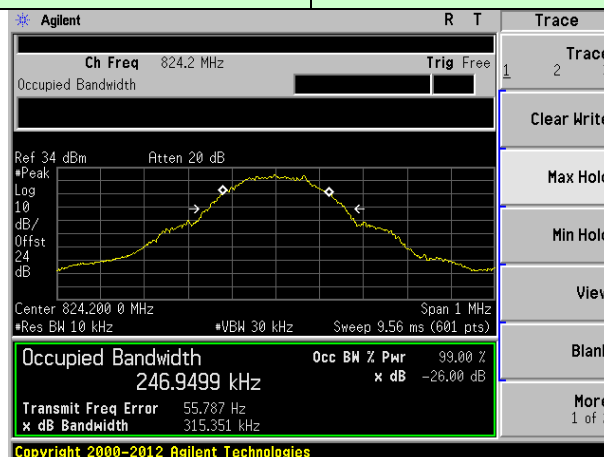 Agilent R T Trace
Ch Freq 824.2 MHz Trig Free
Occupied Bandwidth
Trace
1 2
Clear Write
Max Hold
Min Hold
View
Blank
More
1 of
Ref 34 dBm Atten 20 dB
#Peak
Log
10
dB/
Offst
24
dB
Center 824.200 0 MHz Span 1 MHz
#Res BW 10 kHz #VBW 30 kHz Sweep 9.56 ms (601 pts)
Occupied Bandwidth Occ BW % Pwr 99.00 %
246.9499 kHz x dB -26.00 dB
Transmit Freq Error 55.787 Hz
x dB Bandwidth 315.351 kHz
Copyright 2000-2012 Agilent Technologies